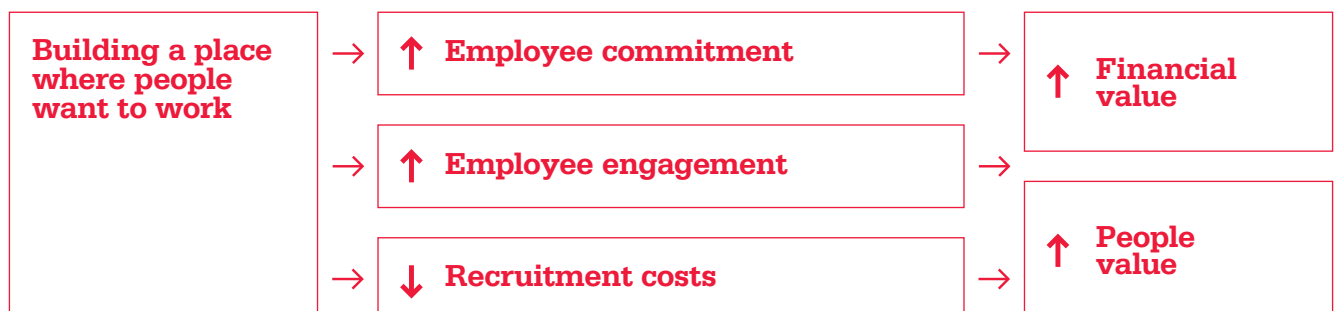 Building a place
where people
want to work
→ ↑ Employee commitment →
→ ↑ Employee engagement →
→ ↓ Recruitment costs →
↑ Financial
value
↑ People
value